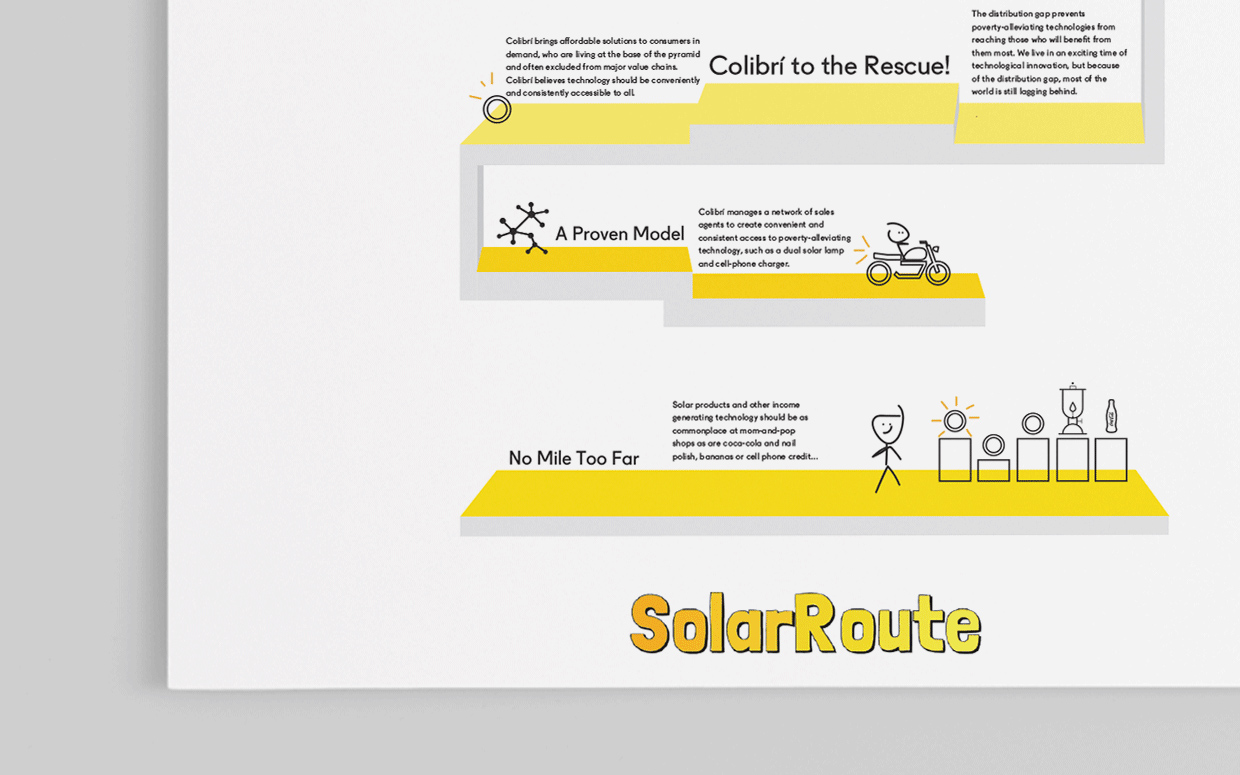 The distribution gap prevents
poverty-alleviating technologies from
reaching those who will benefit from
them most. We live in an exciting time of
technological innovation, but because
of the distribution gap, most of the
world is still lagging behind.
Colibrí to the Rescue!
Colibrí brings affordable solutions to consumers in
demand, who are living at the base of the pyramid
and often excluded from major value chains.
Colibrí believes technology should be conveniently
and consistently accessible to all.
A Proven Model
Colibrí manages a network of sales
agents to create convenient and
consistent access to poverty-alleviating
technology, such as a dual solar lamp
and cell-phone charger.
No Mile Too Far
Solar products and other income
generating technology should be as
commonplace at mom-and-pop
shops as are coca-cola and nail
polish, bananas or cell phone credit...
SolarRoute